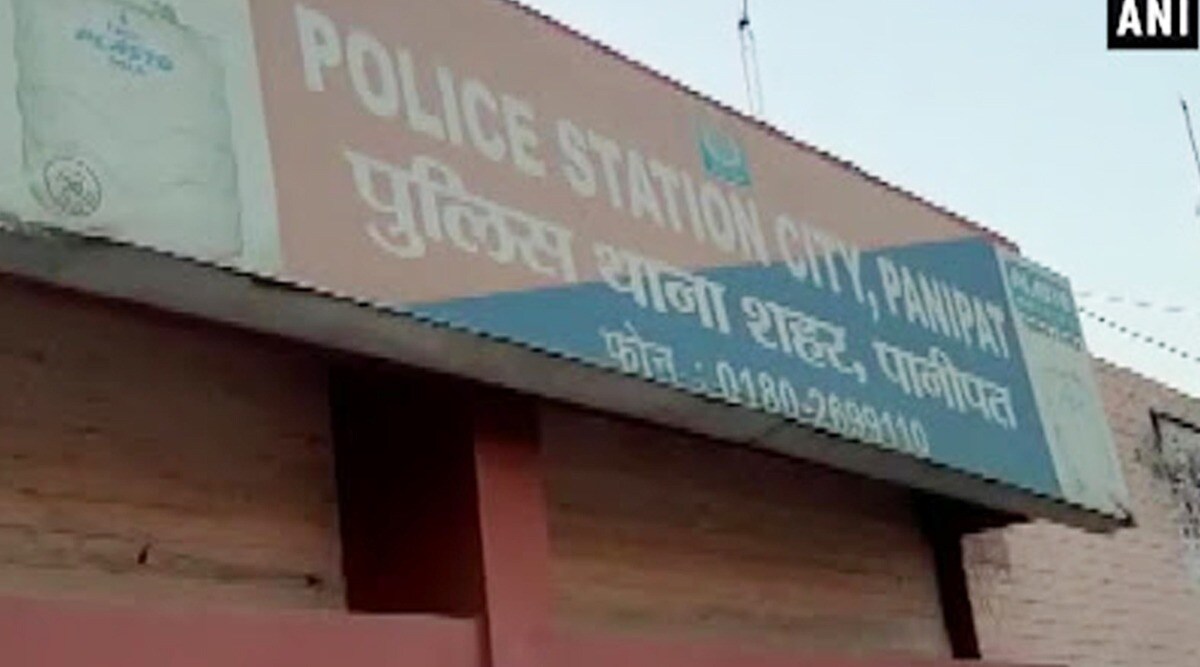 ANI
POLICE STATION CITY, PANIPAT
पुलिस थाना शहर, पानीपत
फोन : 0180-2699110